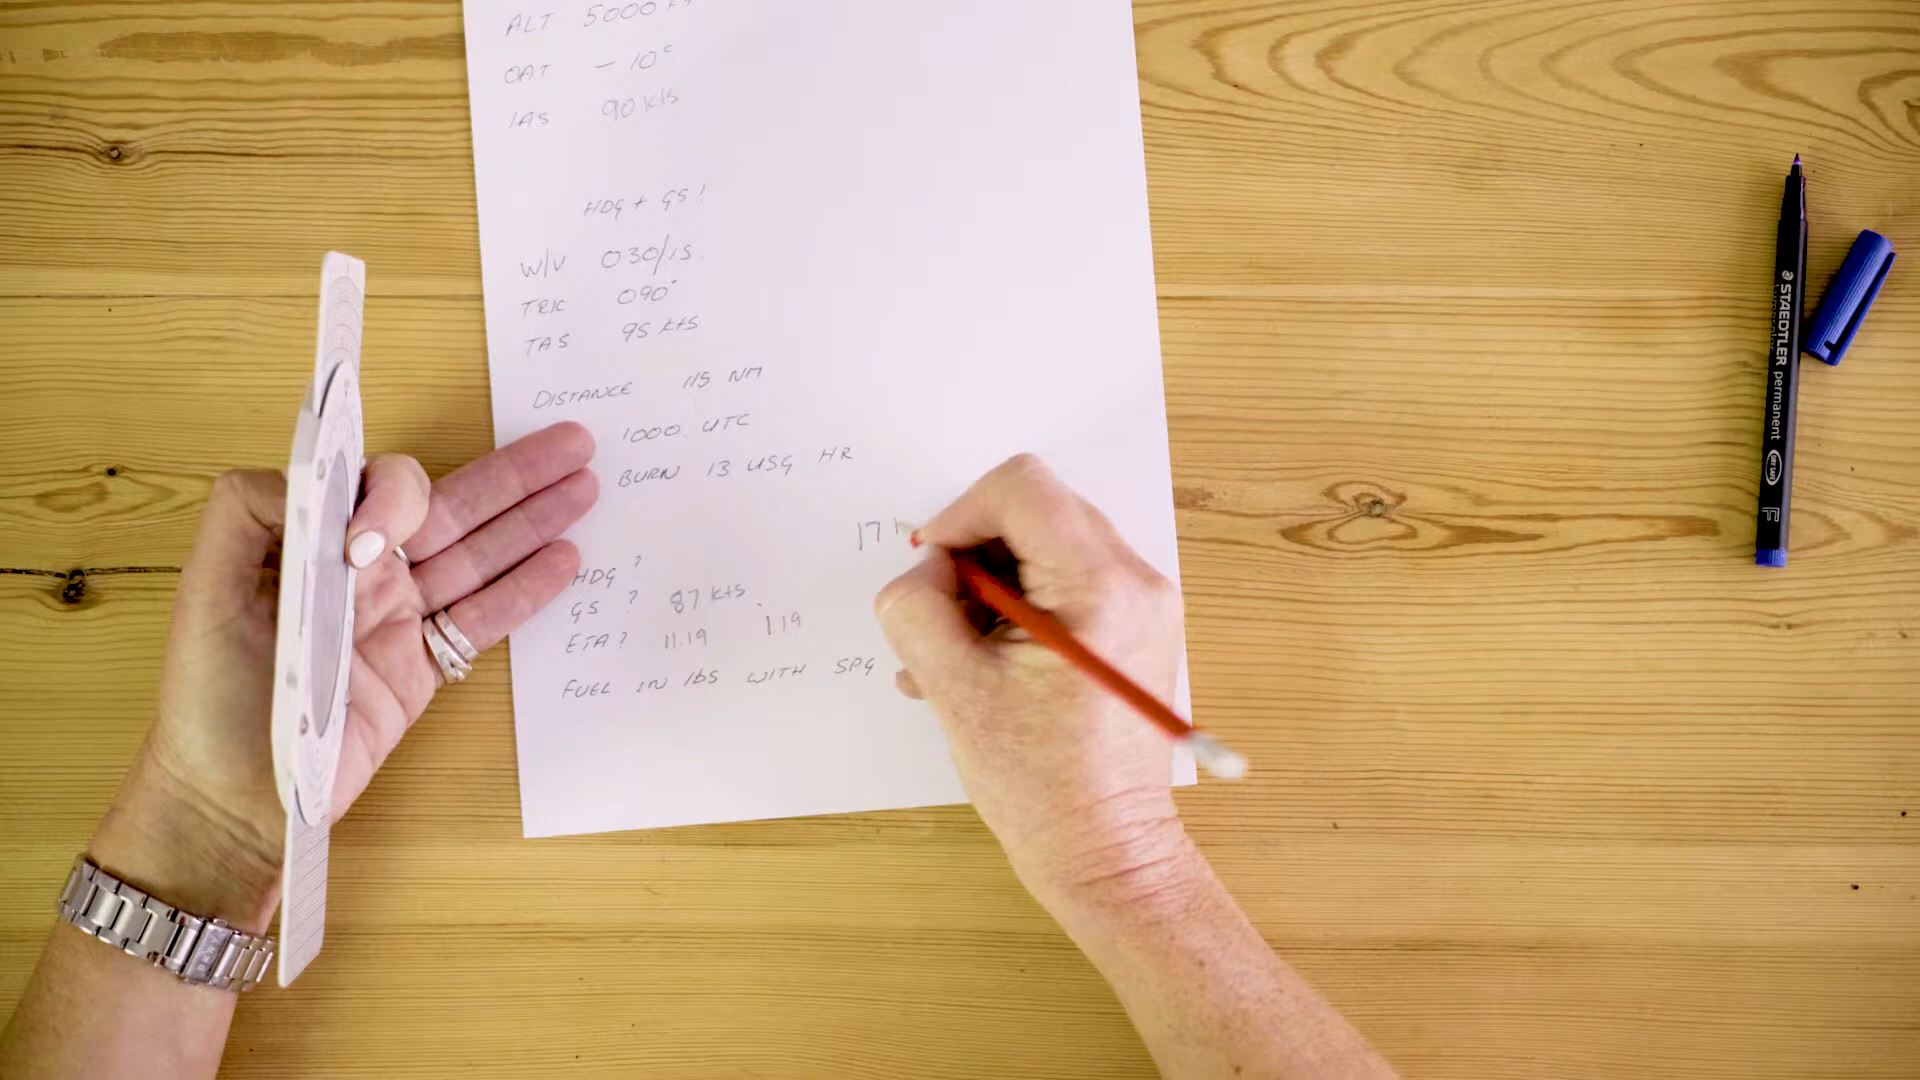 ALT 5000
OAT - 10°
IAS 90 kts
HDG + GS!
W/V 030/15
TRK 090°
TAS 95 kts
DISTANCE 115 NM
1000 UTC
BURN 13 USG HR
17
HDG ?
GS ? 87 kts
ETA? 11.19 1.19
FUEL IN lbs WITH SPG
STAEDTLER permanent
DRY SAFE
F